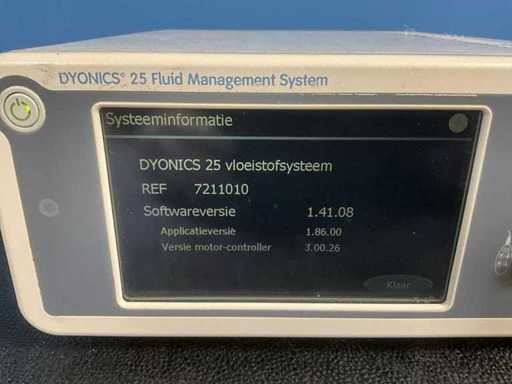 DYONICS® 25 Fluid Management System
Systeeminformatie
DYONICS 25 vloeistofsysteem
REF 7211010
Softwareversie 1.41.08
Applicatieversie 1.86.00
Versie motor-controller 3.00.26
Klaar